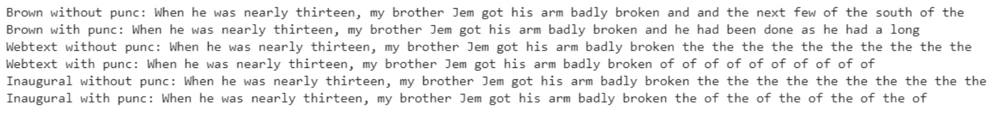 Brown without punc: When he was nearly thirteen, my brother Jem got his arm badly broken and and the next few of the south of the
Brown with punc: When he was nearly thirteen, my brother Jem got his arm badly broken and he had been done as he had a long
Webtext without punc: When he was nearly thirteen, my brother Jem got his arm badly broken the the the the the the the the the the
Webtext with punc: When he was nearly thirteen, my brother Jem got his arm badly broken of of of of of of of of of of
Inaugural without punc: When he was nearly thirteen, my brother Jem got his arm badly broken the the the the the the the the the the
Inaugural with punc: When he was nearly thirteen, my brother Jem got his arm badly broken the of the of the of the of the of